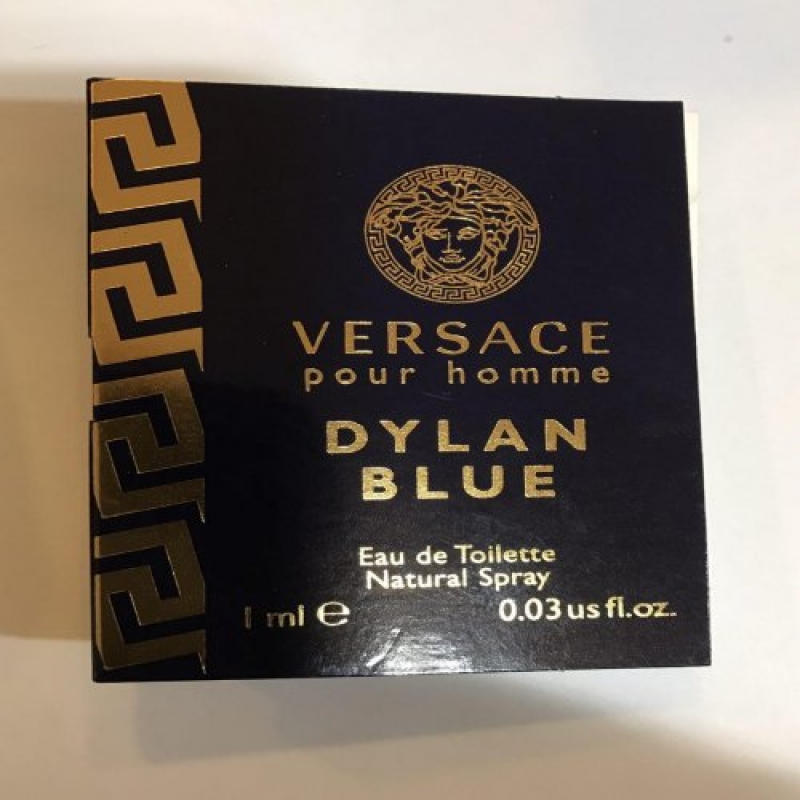 VERSACE
pour homme
DYLAN
BLUE
Eau de Toilette
Natural Spray
1 ml ℮ 0.03 us fl.oz.